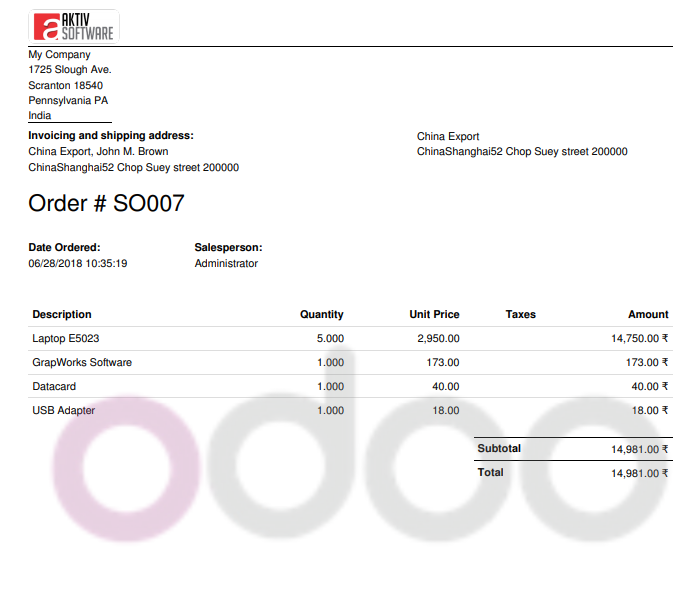 AKTIV
SOFTWARE
My Company
1725 Slough Ave.
Scranton 18540
Pennsylvania PA
India
Invoicing and shipping address:
China Export, John M. Brown
ChinaShanghai52 Chop Suey street 200000
China Export
ChinaShanghai52 Chop Suey street 200000
Order # SO007
Date Ordered: Salesperson:
06/28/2018 10:35:19 Administrator
Description Quantity Unit Price Taxes Amount
Laptop E5023 5.000 2,950.00 14,750.00 ₹
GrapWorks Software 1.000 173.00 173.00 ₹
Datacard 1.000 40.00 40.00 ₹
USB Adapter 1.000 18.00 18.00 ₹
Subtotal 14,981.00 ₹
Total 14,981.00 ₹
odoo